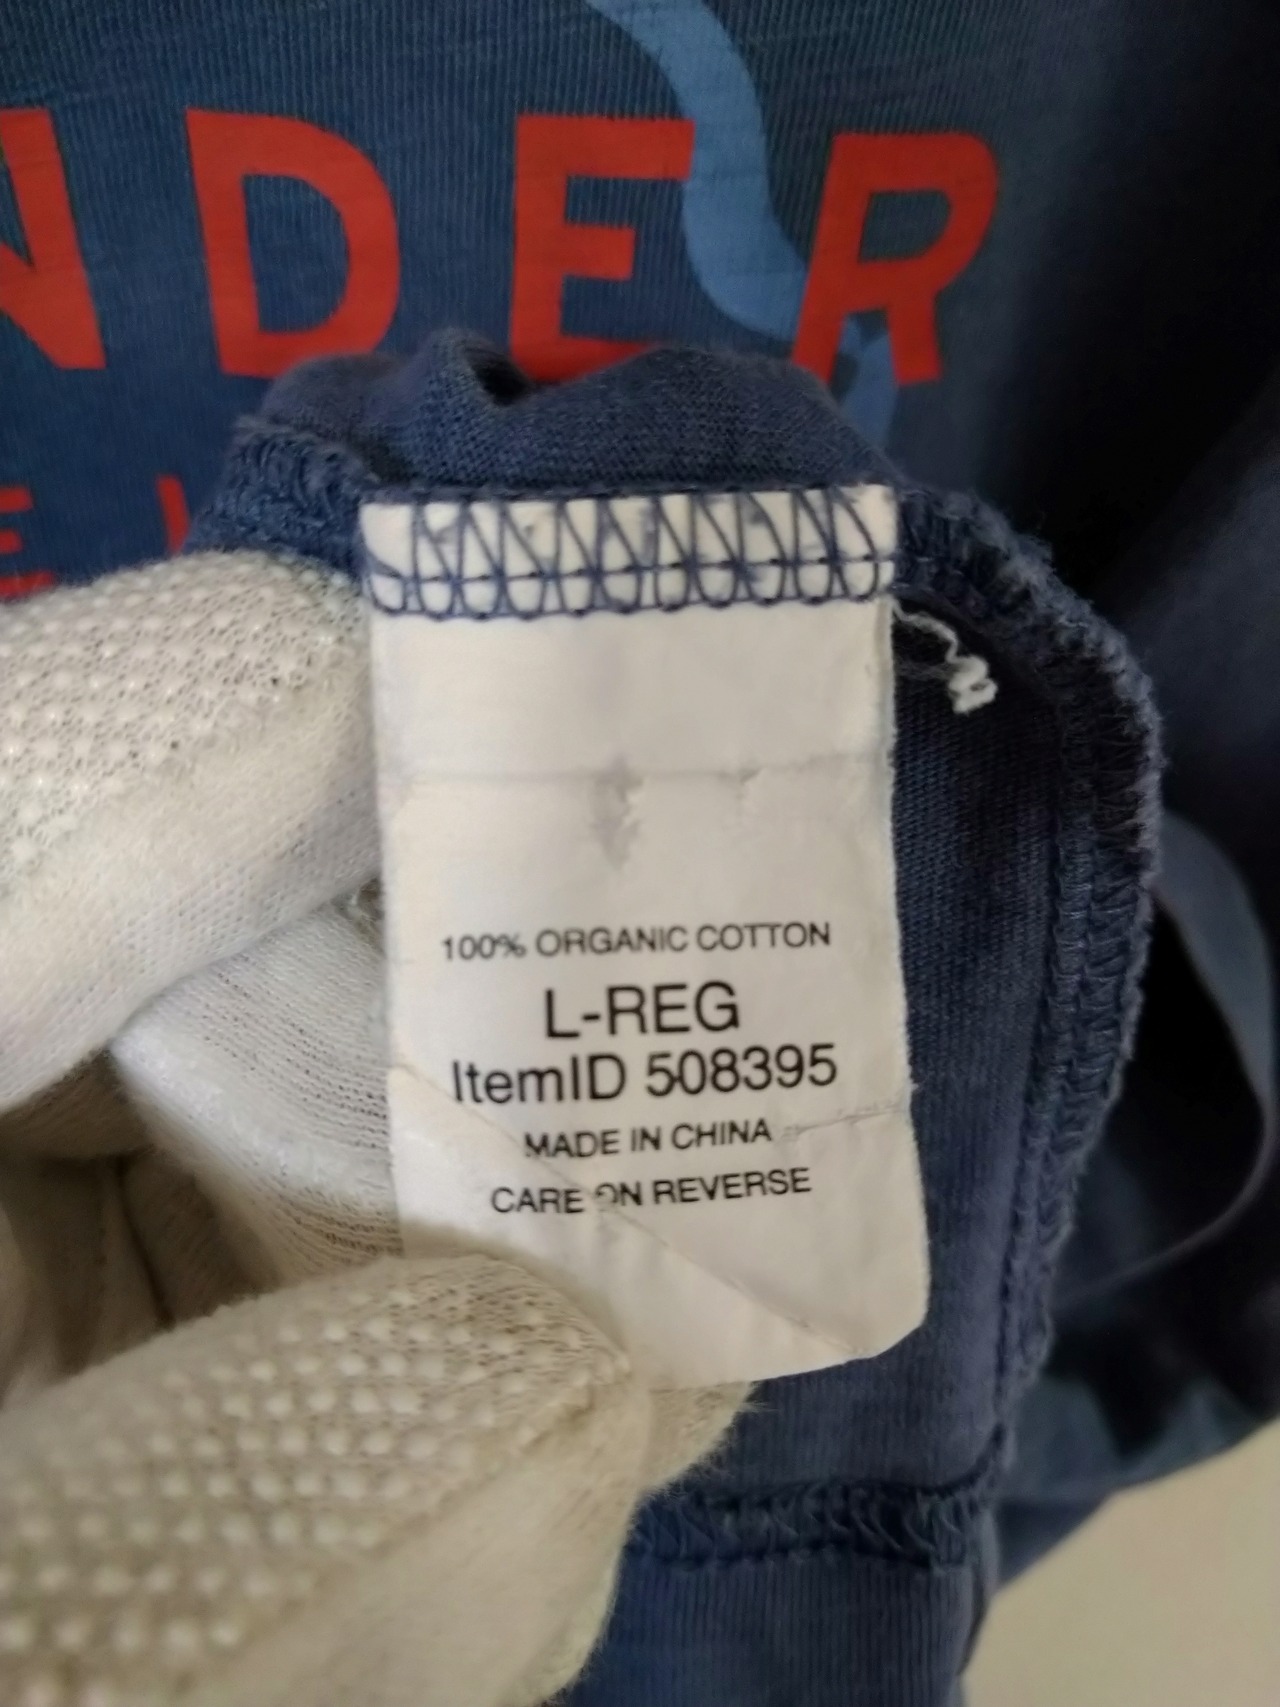 NDER
100% ORGANIC COTTON
L-REG
ItemID 508395
MADE IN CHINA
CARE ON REVERSE